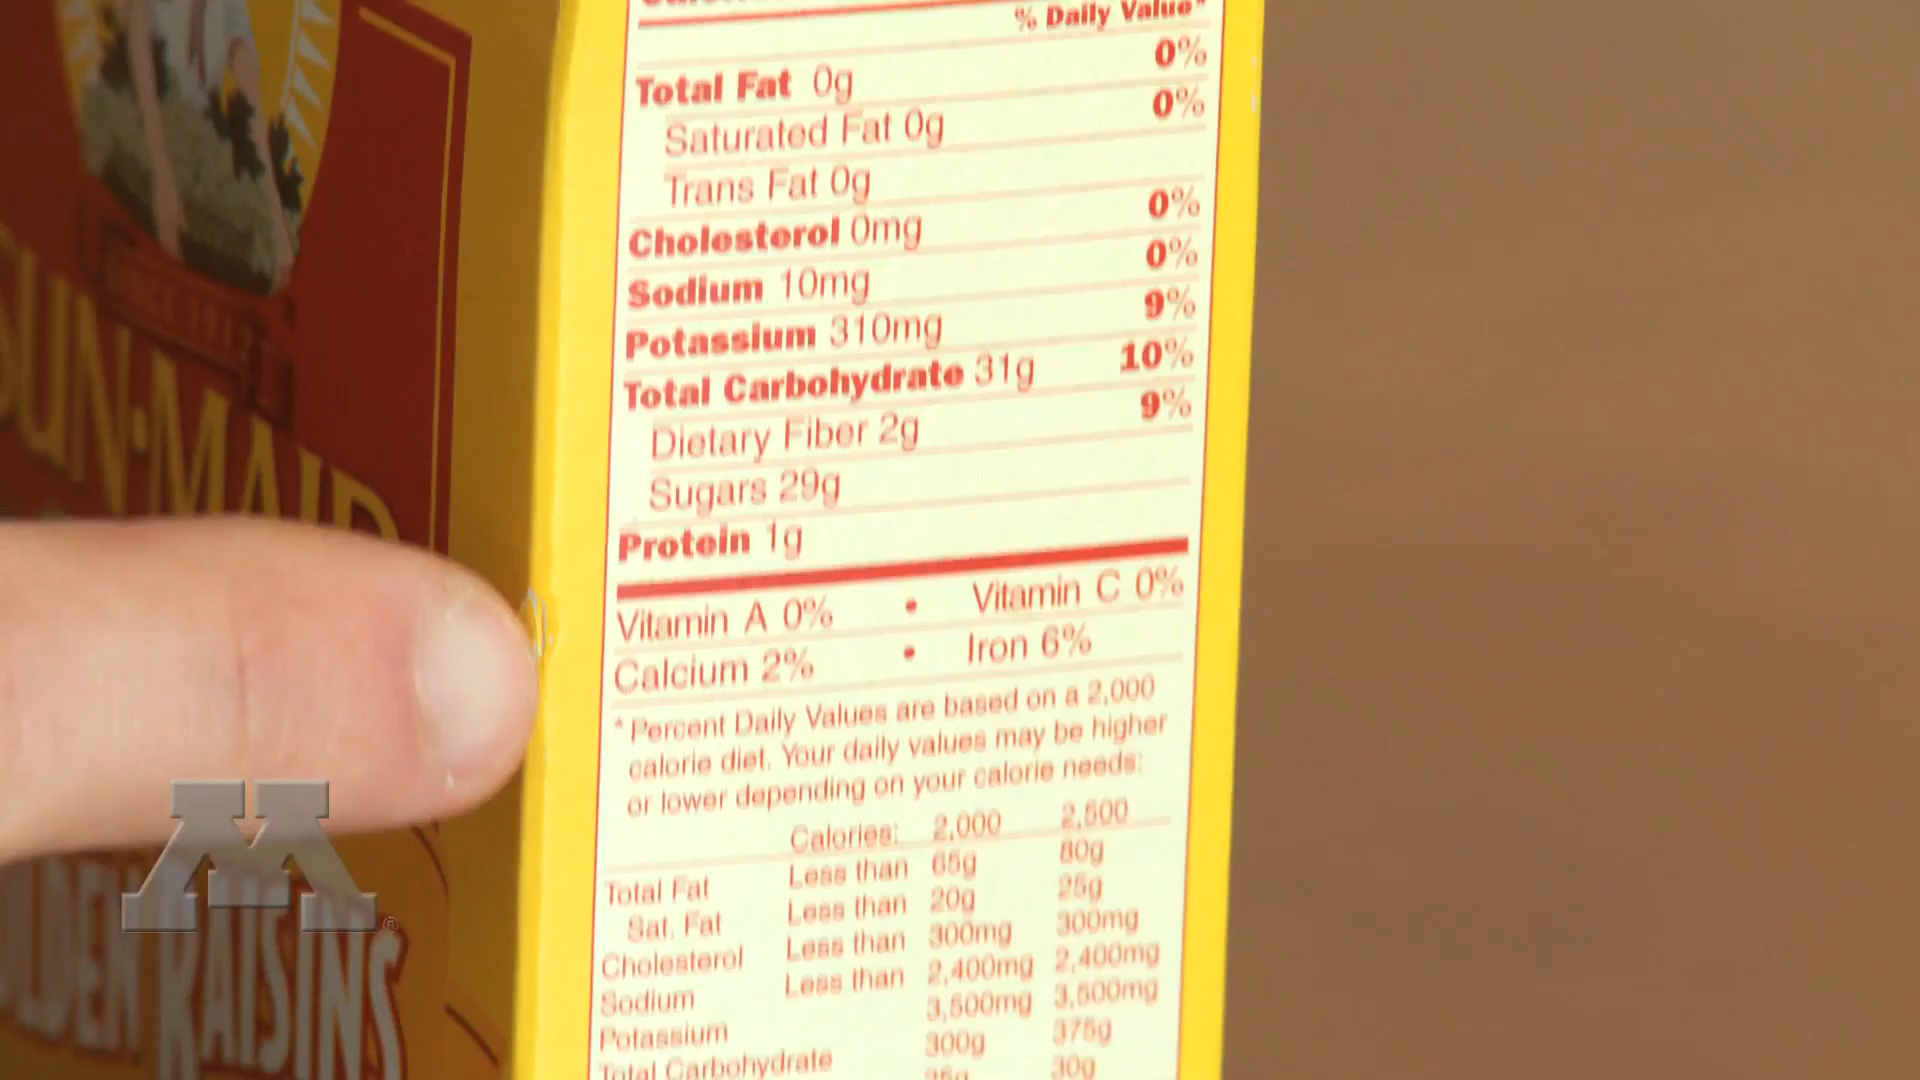 % Daily Value*
Total Fat 0g 0%
Saturated Fat 0g 0%
Trans Fat 0g
Cholesterol 0mg 0%
Sodium 10mg 0%
Potassium 310mg 9%
Total Carbohydrate 31g 10%
Dietary Fiber 2g 9%
Sugars 29g
Protein 1g
Vitamin A 0% • Vitamin C 0%
Calcium 2% • Iron 6%
* Percent Daily Values are based on a 2,000
calorie diet. Your daily values may be higher
or lower depending on your calorie needs:
Calories: 2,000 2,500
Total Fat Less than 65g 80g
Sat. Fat Less than 20g 25g
Cholesterol Less than 300mg 300mg
Sodium Less than 2,400mg 2,400mg
Potassium 3,500mg 3,500mg
Total Carbohydrate 300g 375g
30g
SUN-MAID
RAISINS
M®